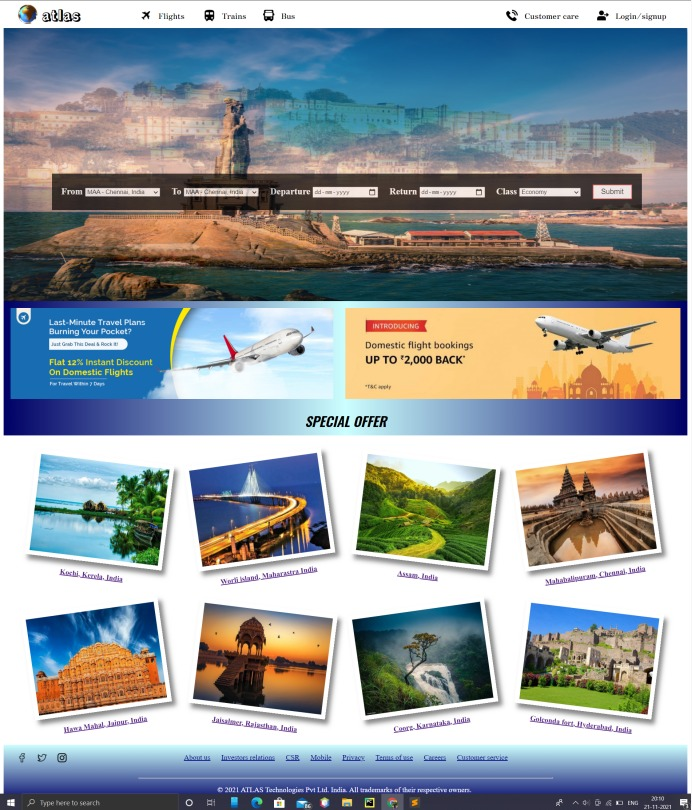 atlas
Flights
Trains
Bus
Customer care
Login/signup
From MAA - Chennai, India To MAA - Chennai, India Departure dd-mm-yyyy Return dd-mm-yyyy Class Economy Submit
Last-Minute Travel Plans
Burning Your Pocket?
Just Grab This Deal & Rock It!
Flat 12% Instant Discount
On Domestic Flights
For Travel Within 7 Days
INTRODUCING
Domestic flight bookings
UP TO ₹2,000 BACK*
*T&C apply
SPECIAL OFFER
Kochi, Kerela, India
Worli island, Maharastra India
Assam, India
Mahabalipuram, Chennai, India
Hawa Mahal, Jaipur, India
Jaisalmer, Rajasthan, India
Coorg, Karnataka, India
Golconda fort, Hyderabad, India
About us Investors relations CSR Mobile Privacy Terms of use Careers Customer service
© 2021 ATLAS Technologies Pvt Ltd. India. All trademarks of their respective owners.
Type here to search
ENG
20:10
21-11-2021